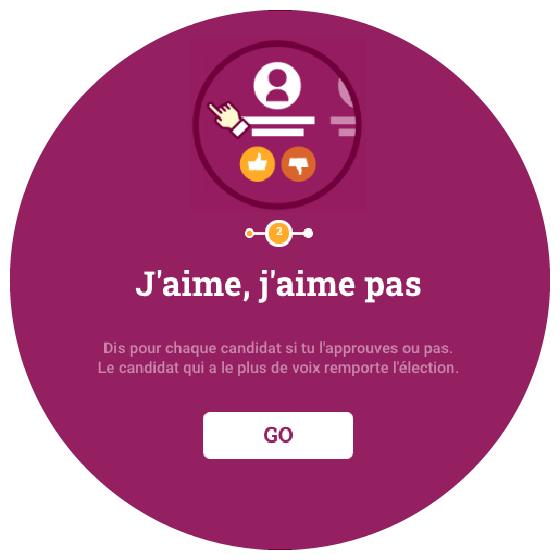 2
J'aime, j'aime pas
Dis pour chaque candidat si tu l'approuves ou pas.
Le candidat qui a le plus de voix remporte l'élection.
GO